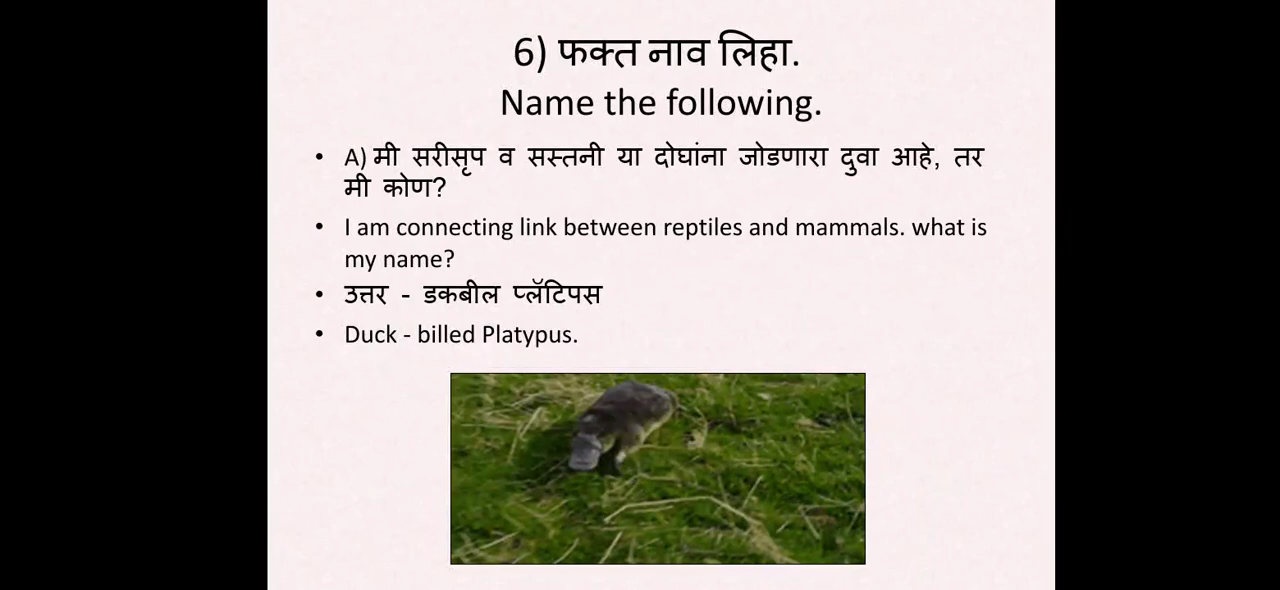 6) फक्त नाव लिहा.
Name the following.
• A) मी सरीसृप व सस्तनी या दोघांना जोडणारा दुवा आहे, तर
मी कोण?
• I am connecting link between reptiles and mammals. what is
my name?
• उत्तर - डकबील प्लॅटिपस
• Duck - billed Platypus.